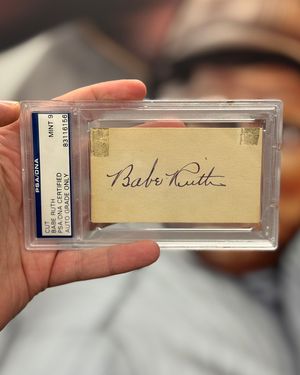 PSA/DNA
CUT
BABE RUTH
PSA/DNA CERTIFIED
AUTO GRADE ONLY
MINT 9
83116156
Babe Ruth